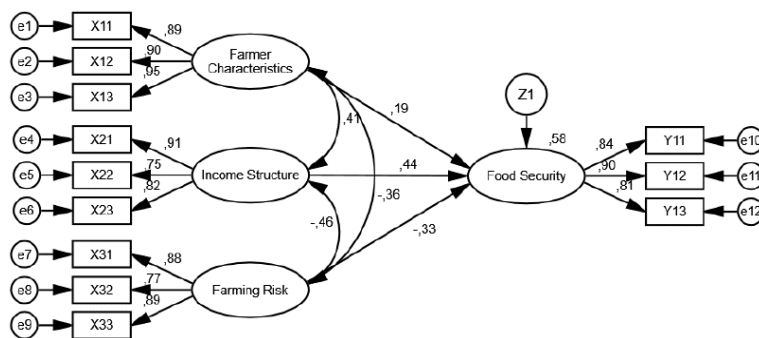 e1
X11
,89
e2
X12
,90
e3
X13
,95
Farmer
Characteristics
e4
X21
,91
e5
X22
,75
e6
X23
,82
Income Structure
e7
X31
,88
e8
X32
,77
e9
X33
,89
Farming Risk
,41
-,46
-,36
,19
,44
-,33
Z1
,58
Food Security
,84
Y11
e10
,90
Y12
e11
,81
Y13
e12